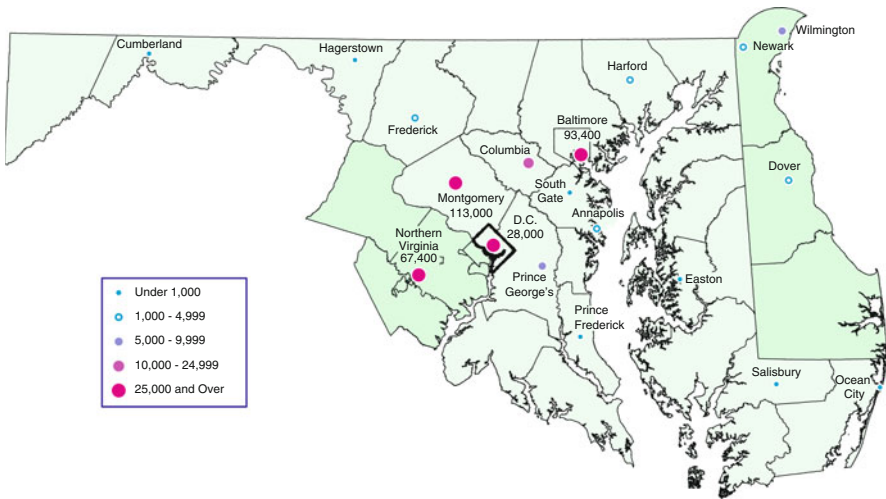 Wilmington
Newark
Cumberland
Hagerstown
Harford
Baltimore
93,400
Frederick
Columbia
Dover
South
Gate
Montgomery
113,000
D.C.
28,000
Annapolis
Northern
Virginia
67,400
Prince
George's
Easton
Under 1,000
1,000 - 4,999
5,000 - 9,999
10,000 - 24,999
25,000 and Over
Prince
Frederick
Salisbury
Ocean
City